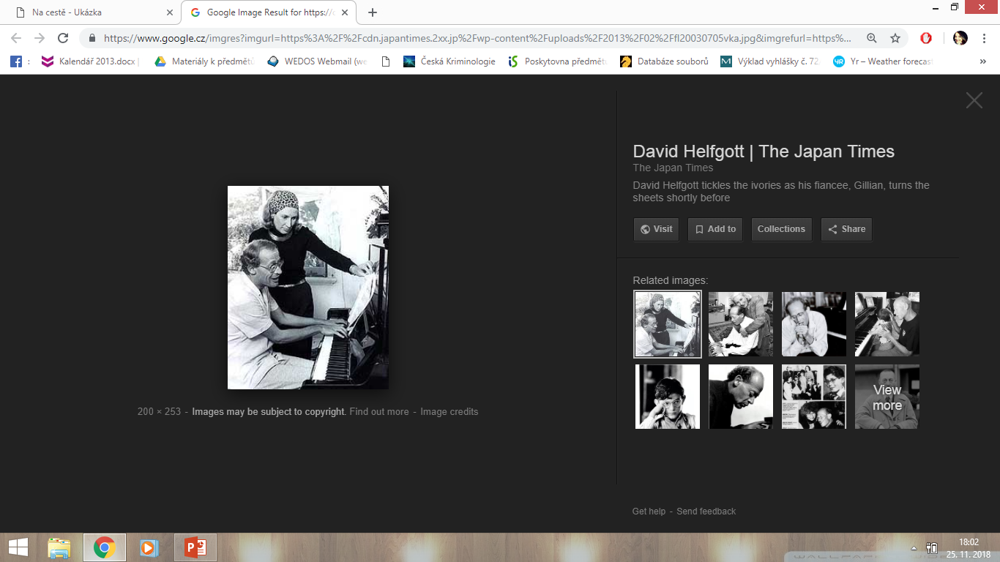 Na cestě - Ukázka
Google Image Result for https://
https://www.google.cz/imgres?imgurl=https%3A%2F%2Fcdn.japantimes.2xx.jp%2Fwp-content%2Fuploads%2F2013%2F02%2Ffl20030705vka.jpg&imgrefurl=https%...
Kalendář 2013.docx |
Materiály k předmětů
WEDOS Webmail (we
Česká Kriminologie
Poskytovna předmětu
Databáze souborů
Výklad vyhlášky č. 72
Yr – Weather forecast
David Helfgott | The Japan Times
The Japan Times
David Helfgott tickles the ivories as his fiancee, Gillian, turns the
sheets shortly before
Visit
Add to
Collections
Share
Related images:
View
more
200 × 253 - Images may be subject to copyright. Find out more - Image credits
Get help - Send feedback
18:02
25. 11. 2018